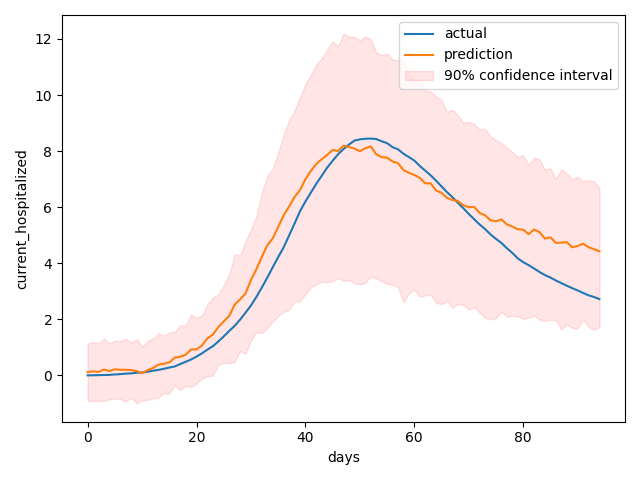 actual
prediction
90% confidence interval
12
10
8
6
4
2
0
current_hospitalized
0 20 40 60 80
days